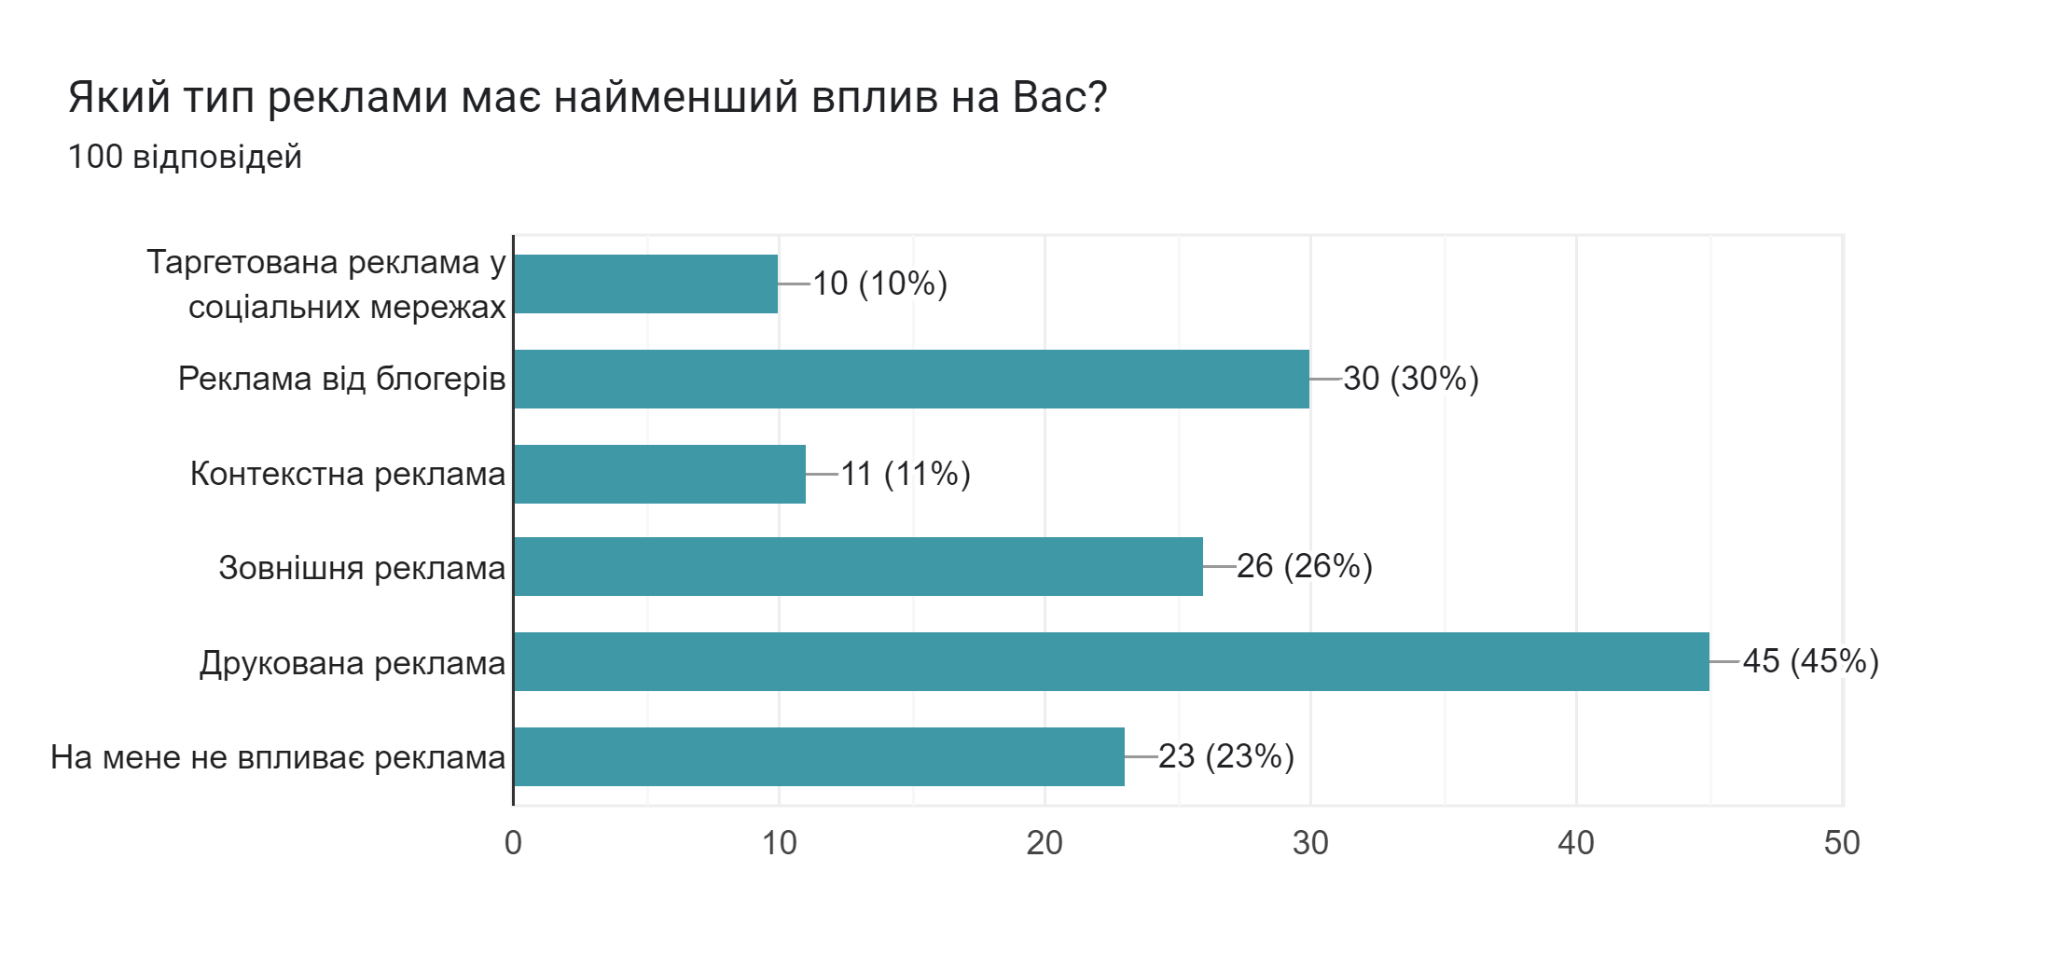 Який тип реклами має найменший вплив на Вас?
100 відповідей
Таргетована реклама у
соціальних мережах
10 (10%)
Реклама від блогерів
30 (30%)
Контекстна реклама
11 (11%)
Зовнішня реклама
26 (26%)
Друкована реклама
45 (45%)
На мене не впливає реклама
23 (23%)
0 10 20 30 40 50